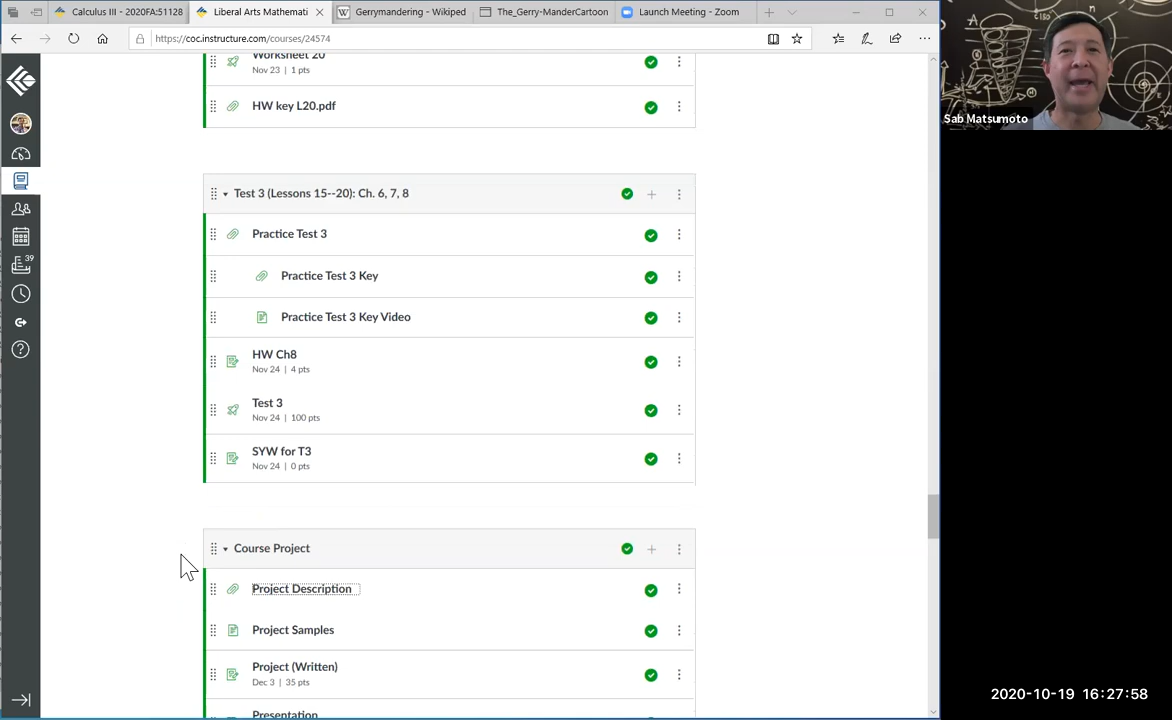 Calculus III - 2020FA:51128
Liberal Arts Mathemati
Gerrymandering - Wikiped
The_Gerry-ManderCartoon
Launch Meeting - Zoom
https://coc.instructure.com/courses/24574
Worksheet 20
Nov 23 | 1 pts
HW key L20.pdf
Sab Matsumoto
39
Test 3 (Lessons 15--20): Ch. 6, 7, 8
Practice Test 3
Practice Test 3 Key
Practice Test 3 Key Video
HW Ch8
Nov 24 | 4 pts
Test 3
Nov 24 | 100 pts
SYW for T3
Nov 24 | 0 pts
Course Project
Project Description
Project Samples
Project (Written)
Dec 3 | 35 pts
Presentation
2020-10-19 16:27:58